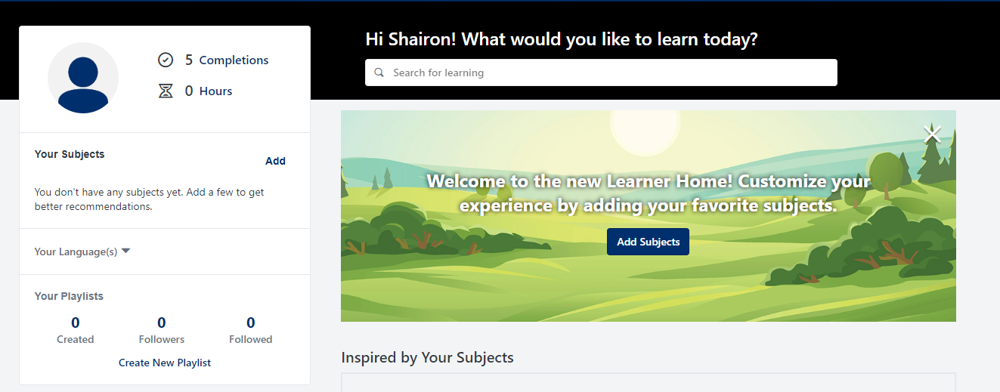 5 Completions
0 Hours
Your Subjects
Add
You don't have any subjects yet. Add a few to get
better recommendations.
Your Language(s)
Your Playlists
0 0 0
Created Followers Followed
Create New Playlist
Hi Shairon! What would you like to learn today?
Search for learning
Welcome to the new Learner Home! Customize your
experience by adding your favorite subjects.
Add Subjects
Inspired by Your Subjects